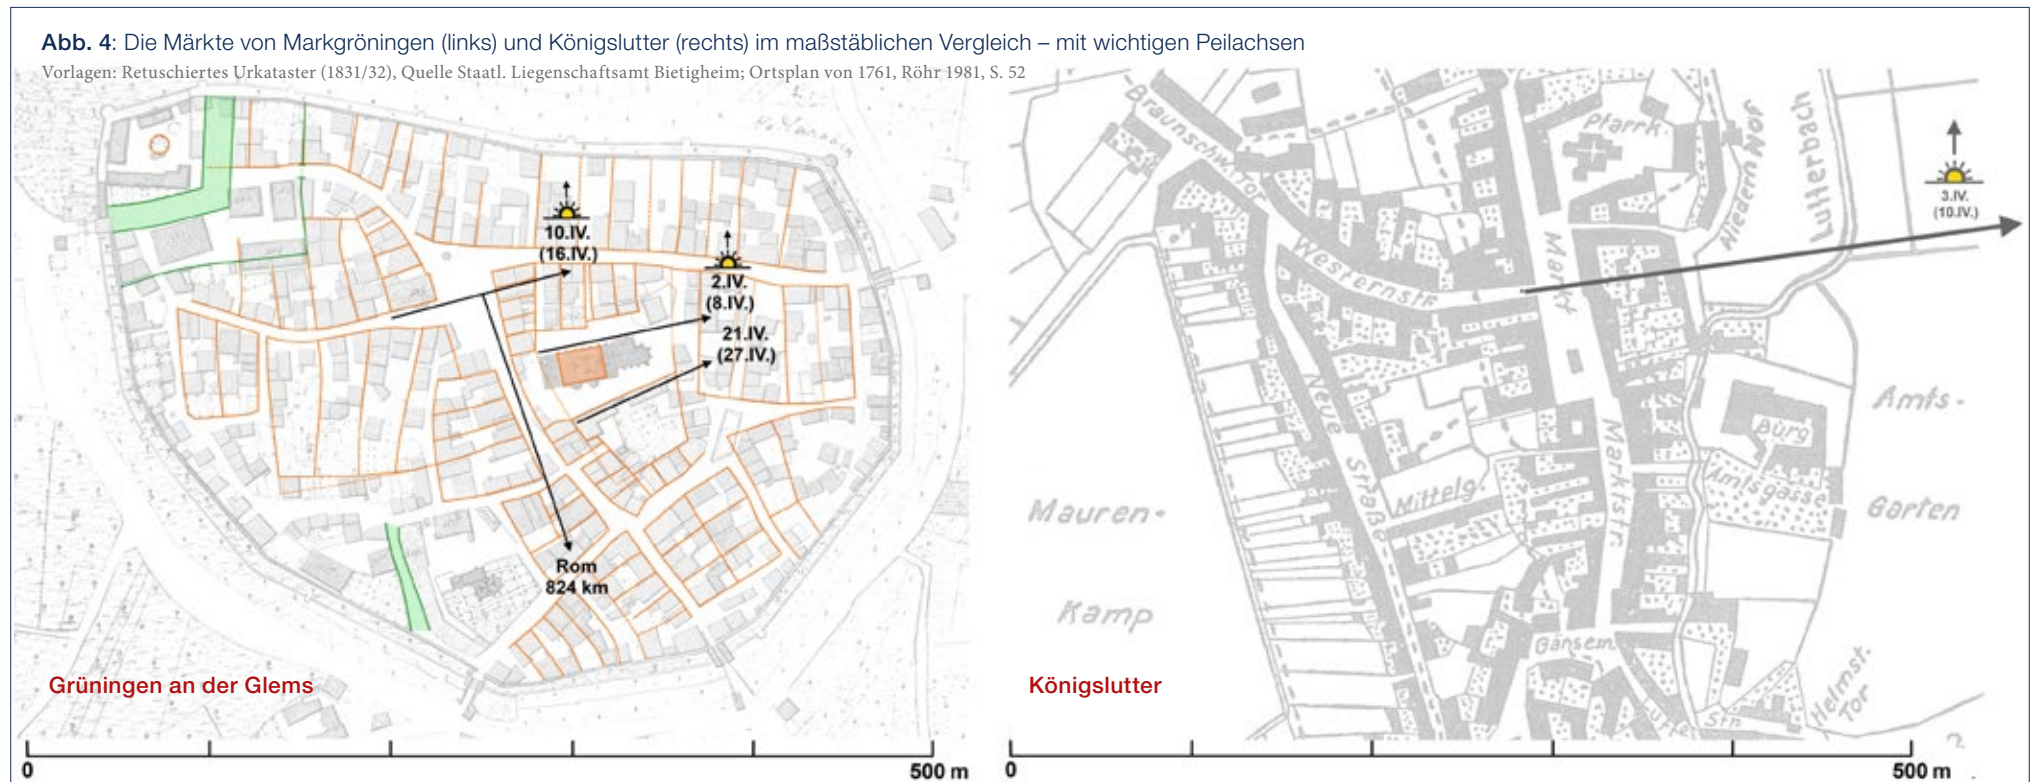 Abb. 4: Die Märkte von Markgröningen (links) und Königslutter (rechts) im maßstäblichen Vergleich – mit wichtigen Peilachsen
Vorlagen: Retuschiertes Urkataster (1831/32), Quelle Staatl. Liegenschaftsamt Bietigheim; Ortsplan von 1761, Röhr 1981, S. 52
10.IV.
(16.IV.)
2.IV.
(8.IV.)
21.IV.
(27.IV.)
Rom
824 km
Grüningen an der Glems
0
500 m
Braunschw.
Pfarrk.
Niedern Hof
Lutterbach
3.IV.
(10.IV.)
Westernstr.
Markt
Neue Straße
Mittelg.
Marktstr.
Burg
Amtsgasse
Amts-
Garten
Mauren-
Kamp
Gänsem.
Helmst.
Tor
Str.
Königslutter
0
500 m